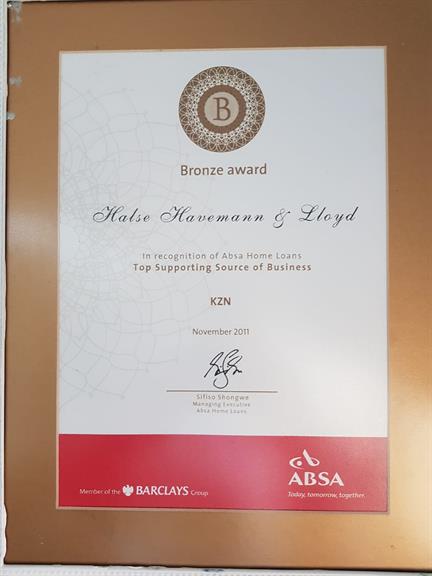 B
Bronze award
Halse Havemann & Lloyd
In recognition of Absa Home Loans
Top Supporting Source of Business
KZN
November 2011
Sifiso Shongwe
Managing Executive
Absa Home Loans
Member of the BARCLAYS Group
ABSA
Today, tomorrow, together.